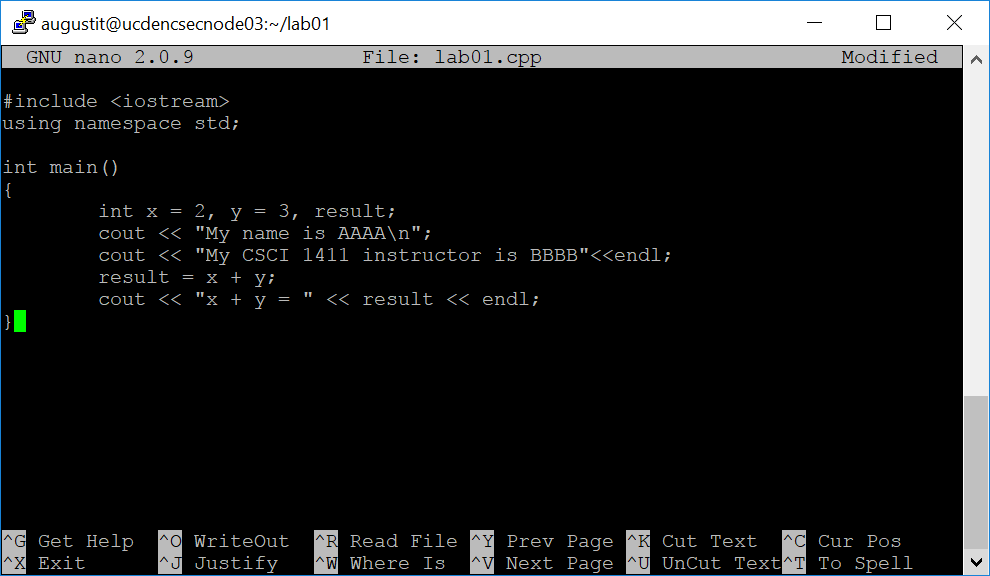 augustit@ucdencsecnode03:~/lab01
GNU nano 2.0.9 File: lab01.cpp Modified
#include <iostream>
using namespace std;
int main()
{
int x = 2, y = 3, result;
cout << "My name is AAAA\n";
cout << "My CSCI 1411 instructor is BBBB"<<endl;
result = x + y;
cout << "x + y = " << result << endl;
}
^G Get Help ^O WriteOut ^R Read File ^Y Prev Page ^K Cut Text ^C Cur Pos
^X Exit ^J Justify ^W Where Is ^V Next Page ^U UnCut Text ^T To Spell